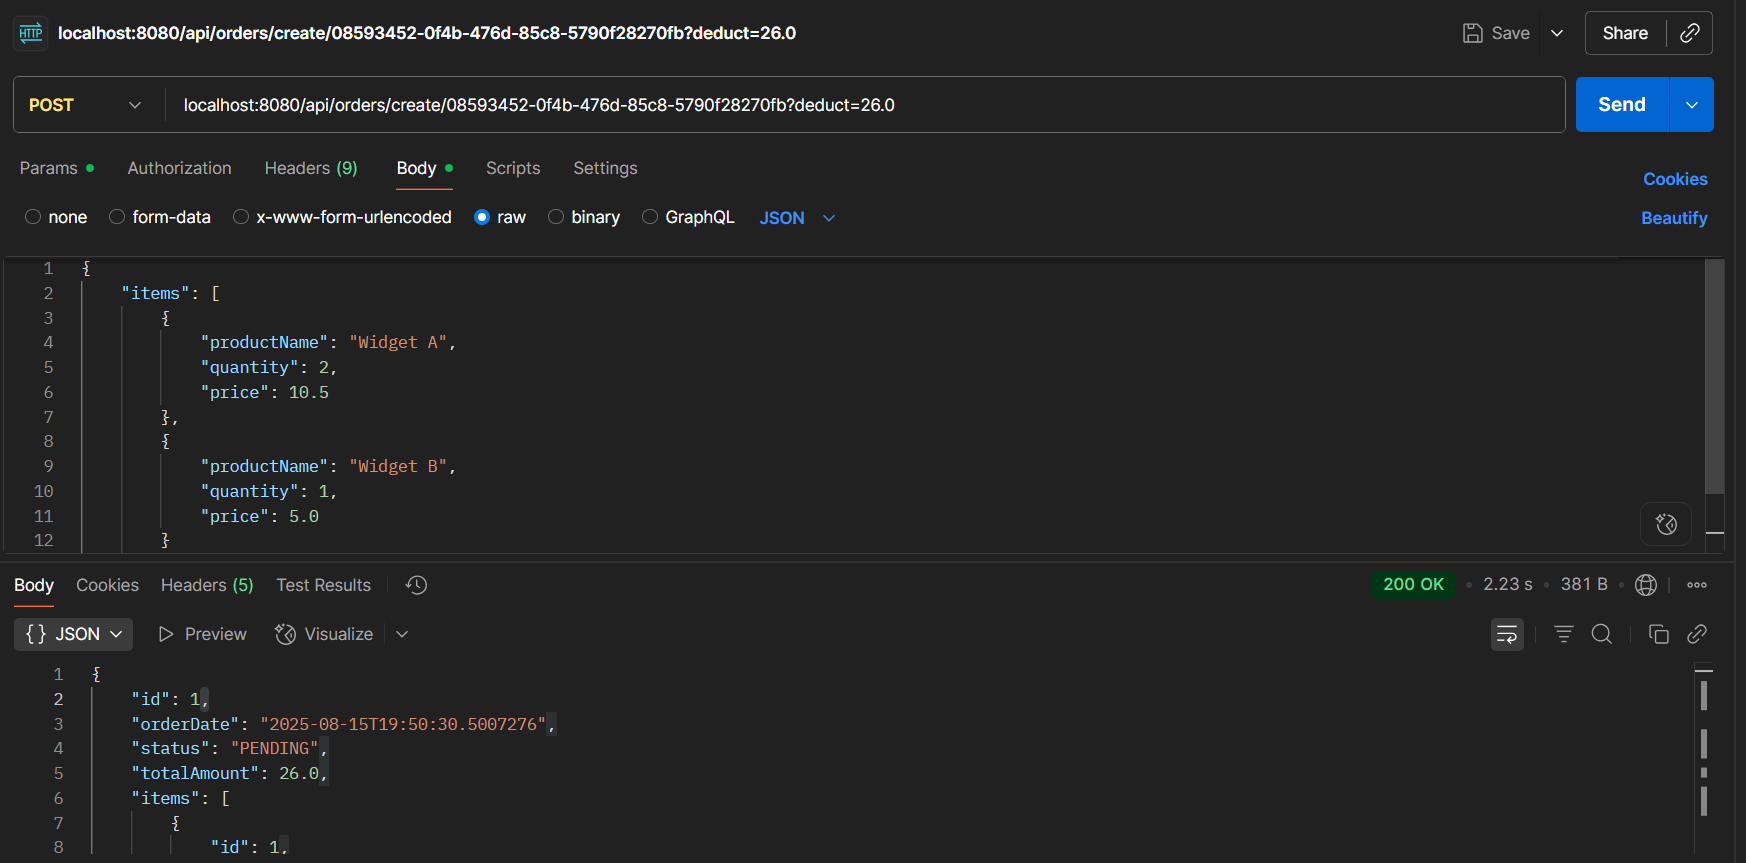 HTTP localhost:8080/api/orders/create/08593452-0f4b-476d-85c8-5790f28270fb?deduct=26.0 Save Share
POST localhost:8080/api/orders/create/08593452-0f4b-476d-85c8-5790f28270fb?deduct=26.0 Send
Params Authorization Headers (9) Body Scripts Settings Cookies
none form-data x-www-form-urlencoded raw binary GraphQL JSON Beautify
1 {
2 "items": [
3 {
4 "productName": "Widget A",
5 "quantity": 2,
6 "price": 10.5
7 },
8 {
9 "productName": "Widget B",
10 "quantity": 1,
11 "price": 5.0
12 }
Body Cookies Headers (5) Test Results 200 OK • 2.23 s • 381 B •
{} JSON Preview Visualize
1 {
2 "id": 1,
3 "orderDate": "2025-08-15T19:50:30.5007276",
4 "status": "PENDING",
5 "totalAmount": 26.0,
6 "items": [
7 {
8 "id": 1,